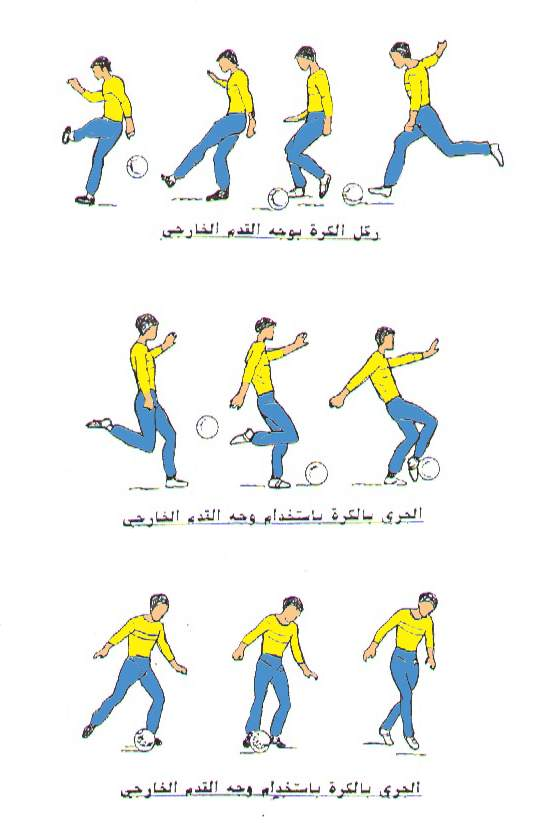 ركل الكرة بوجه القدم الخارجي
الجري بالكرة باستخدام وجه القدم الخارجي
الجري بالكرة باستخدام وجه القدم الخارجي